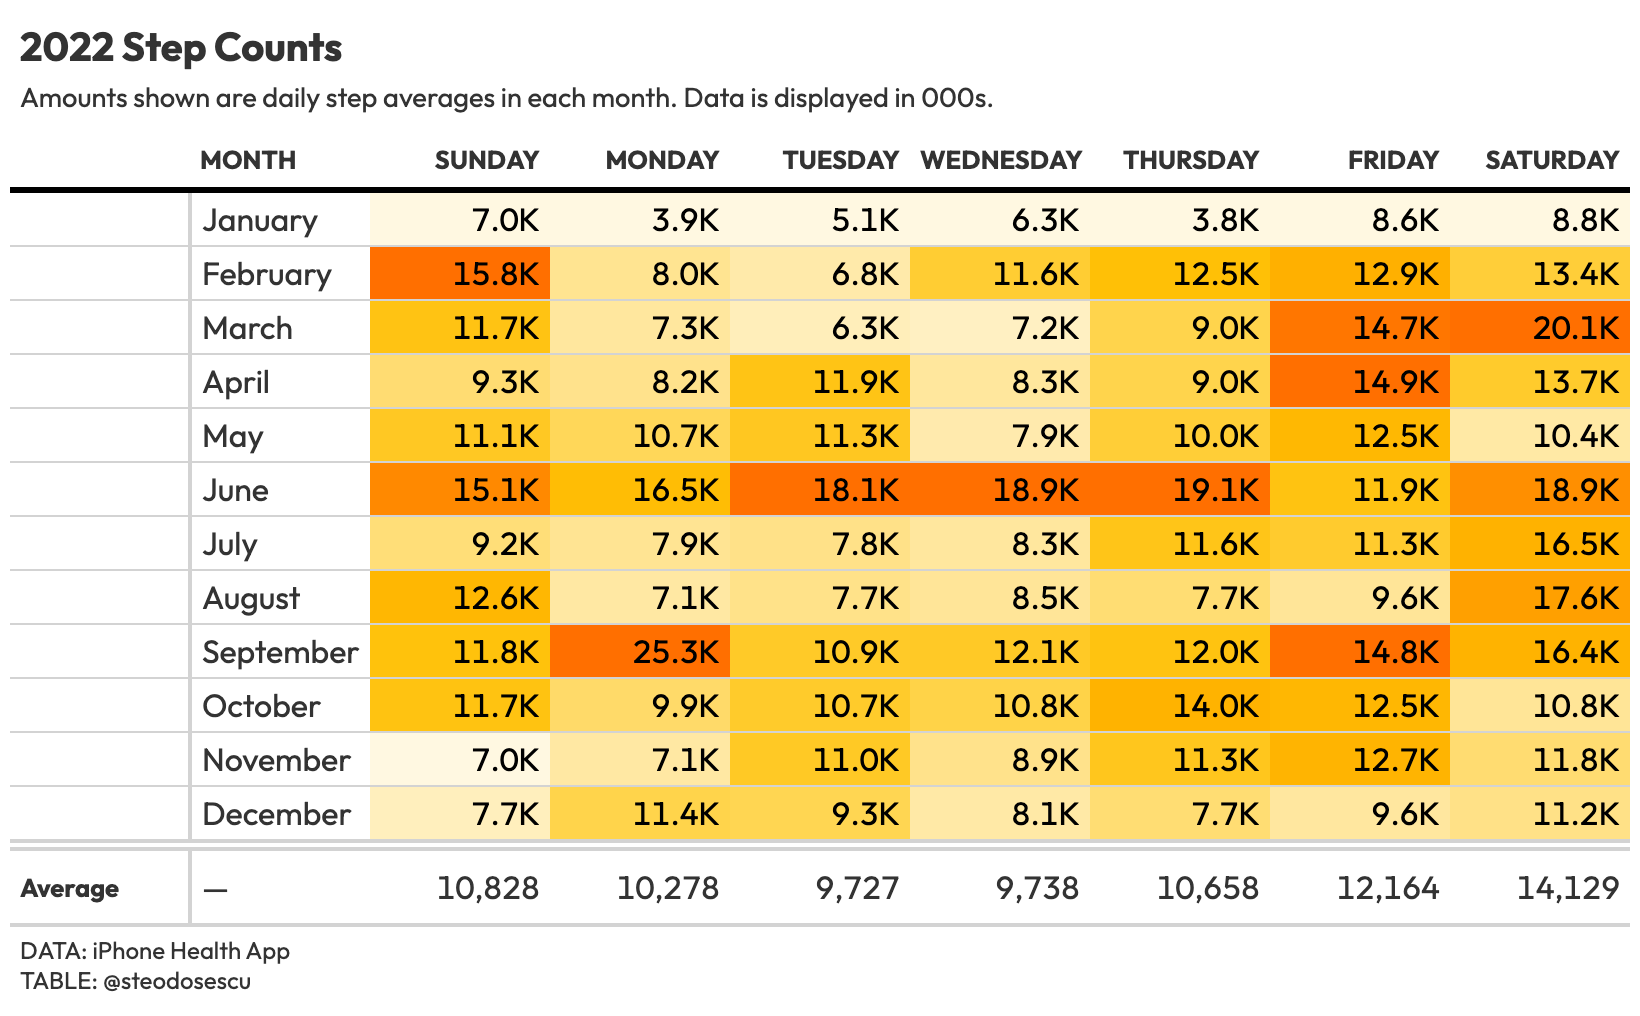 2022 Step Counts
Amounts shown are daily step averages in each month. Data is displayed in 000s.
MONTH SUNDAY MONDAY TUESDAY WEDNESDAY THURSDAY FRIDAY SATURDAY
January 7.0K 3.9K 5.1K 6.3K 3.8K 8.6K 8.8K
February 15.8K 8.0K 6.8K 11.6K 12.5K 12.9K 13.4K
March 11.7K 7.3K 6.3K 7.2K 9.0K 14.7K 20.1K
April 9.3K 8.2K 11.9K 8.3K 9.0K 14.9K 13.7K
May 11.1K 10.7K 11.3K 7.9K 10.0K 12.5K 10.4K
June 15.1K 16.5K 18.1K 18.9K 19.1K 11.9K 18.9K
July 9.2K 7.9K 7.8K 8.3K 11.6K 11.3K 16.5K
August 12.6K 7.1K 7.7K 8.5K 7.7K 9.6K 17.6K
September 11.8K 25.3K 10.9K 12.1K 12.0K 14.8K 16.4K
October 11.7K 9.9K 10.7K 10.8K 14.0K 12.5K 10.8K
November 7.0K 7.1K 11.0K 8.9K 11.3K 12.7K 11.8K
December 7.7K 11.4K 9.3K 8.1K 7.7K 9.6K 11.2K
Average — 10,828 10,278 9,727 9,738 10,658 12,164 14,129
DATA: iPhone Health App
TABLE: @steodosescu